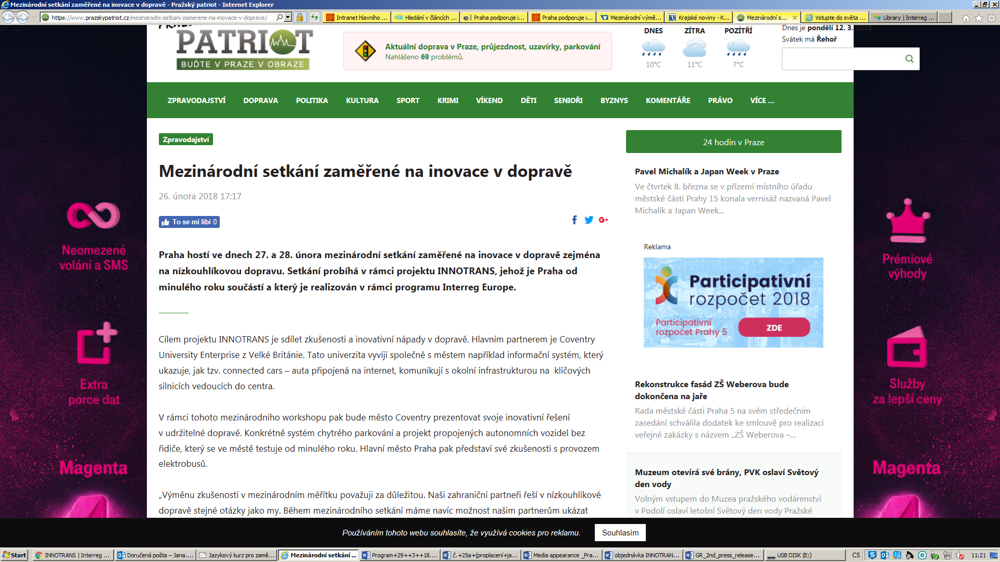 Mezinárodní setkání zaměřené na inovace v dopravě - Pražský patriot - Internet Explorer
https://www.prazskypatriot.cz/mezinarodni-setkani-zamerene-na-inovace-v-doprave/
Intranet hlavního ...
Hledání v článcích ...
Praha podporuje i...
Praha podporuje i...
Mezinárodní výmě...
Krajské noviny - K...
Mezinárodní s...
Vstupte do světa ...
Library | Interreg ...
PATRIOT
BUĎTE V PRAZE V OBRAZE
Aktuální doprava v Praze, průjezdnost, uzavírky, parkování
Nahlášeno 69 problémů.
DNES ZÍTRA POZÍTŘÍ
10°C 11°C 7°C
Dnes je pondělí 12. 3. 2018
Svátek má Řehoř
ZPRAVODAJSTVÍ DOPRAVA POLITIKA KULTURA SPORT KRIMI VÍKEND DĚTI SENIOŘI BYZNYS KOMENTÁŘE PRÁVO VÍCE ...
Zpravodajství
Mezinárodní setkání zaměřené na inovace v dopravě
26. února 2018 17:17
To se mi líbí 0
Praha hostí ve dnech 27. a 28. února mezinárodní setkání zaměřené na inovace v dopravě zejména
na nízkouhlíkovou dopravu. Setkání probíhá v rámci projektu INNOTRANS, jehož je Praha od
minulého roku součástí a který je realizován v rámci programu Interreg Europe.
Cílem projektu INNOTRANS je sdílet zkušenosti a inovativní nápady v dopravě. Hlavním partnerem je Coventry
University Enterprise z Velké Británie. Tato univerzita vyvíjí společně s městem například informační systém, který
ukazuje, jak tzv. connected cars – auta připojená na internet, komunikují s okolní infrastrukturou na klíčových
silnicích vedoucích do centra.
V rámci tohoto mezinárodního workshopu pak bude město Coventry prezentovat svoje inovativní řešení
v udržitelné dopravě. Konkrétně systém chytrého parkování a projekt propojených autonomních vozidel bez
řidiče, který se ve městě testuje od minulého roku. Hlavní město Praha pak představí své zkušenosti s provozem
elektrobusů.
„Výměnu zkušeností v mezinárodním měřítku považuji za důležitou. Naši zahraniční partneři řeší v nízkouhlíkové
dopravě stejné otázky jako my. Během mezinárodního setkání máme navíc možnost našim partnerům ukázat
24 hodin v Praze
Pavel Michalík a Japan Week v Praze
Ve čtvrtek 8. března se v přízemí místního úřadu
městské části Prahy 15 konala vernisáž nazvaná Pavel
Michalík a Japan Week...
Reklama
Participativní
rozpočet 2018
Participativní
rozpočet Prahy 5
ZDE
Rekonstrukce fasád ZŠ Weberova bude
dokončena na jaře
Rada městské části Praha 5 na svém středečním
zasedání schválila dodatek ke smlouvě pro realizaci
veřejné zakázky s názvem „ZŠ Weberova –...
Muzeum otevírá své brány, PVK oslaví Světový
den vody
Volným vstupem do Muzea pražského vodárenství
v Podolí oslaví letošní Světový den vody Pražské
Neomezené
volání a SMS
Extra
porce dat
Magenta
Prémiové
výhody
Služby
za lepší ceny
Magenta
Používáním tohoto webu souhlasíte, že využívá cookies pro reklamu.
Souhlasím
Start
INNOTRANS | Interreg ...
Doručená pošta – Jana....
Jazykový kurz pro zamě...
Mezinárodní setkání ...
Program+29++3++18....
č.+25a+(proplacení+ja...
Media appearance _Pra...
objednávka INNOTRAN...
GR_2nd_press_release...
USB DISK (E:)
CS
11:21